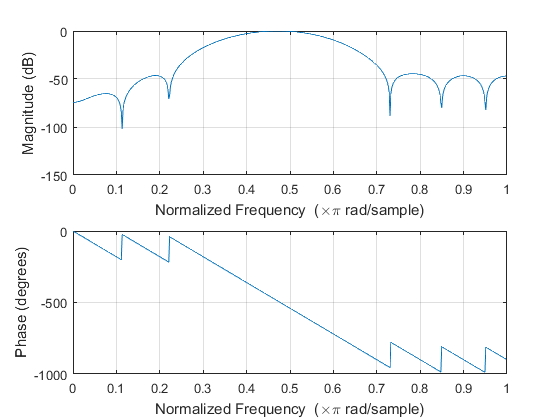 0
-50
-100
-150
Magnitude (dB)
0 0.1 0.2 0.3 0.4 0.5 0.6 0.7 0.8 0.9 1
Normalized Frequency (×π rad/sample)
0
-500
-1000
Phase (degrees)
0 0.1 0.2 0.3 0.4 0.5 0.6 0.7 0.8 0.9 1
Normalized Frequency (×π rad/sample)